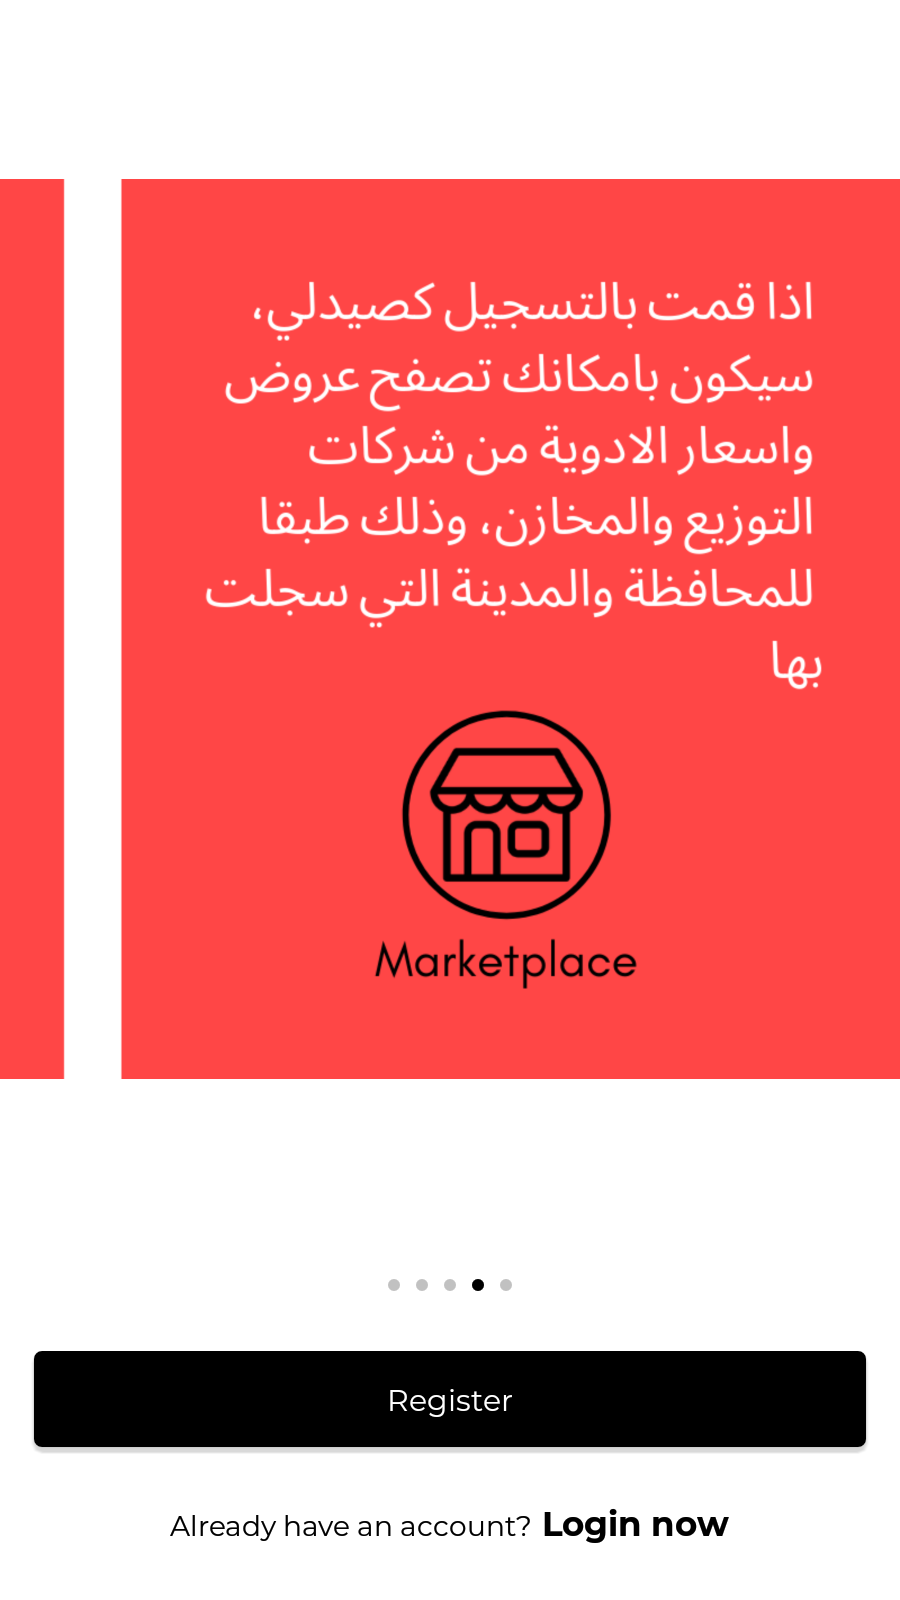 اذا قمت بالتسجيل كصيدلي،
سيكون بامكانك تصفح عروض
واسعار الادوية من شركات
التوزيع والمخازن، وذلك طبقا
للمحافظة والمدينة التي سجلت
بها
Marketplace
Register
Already have an account? Login now